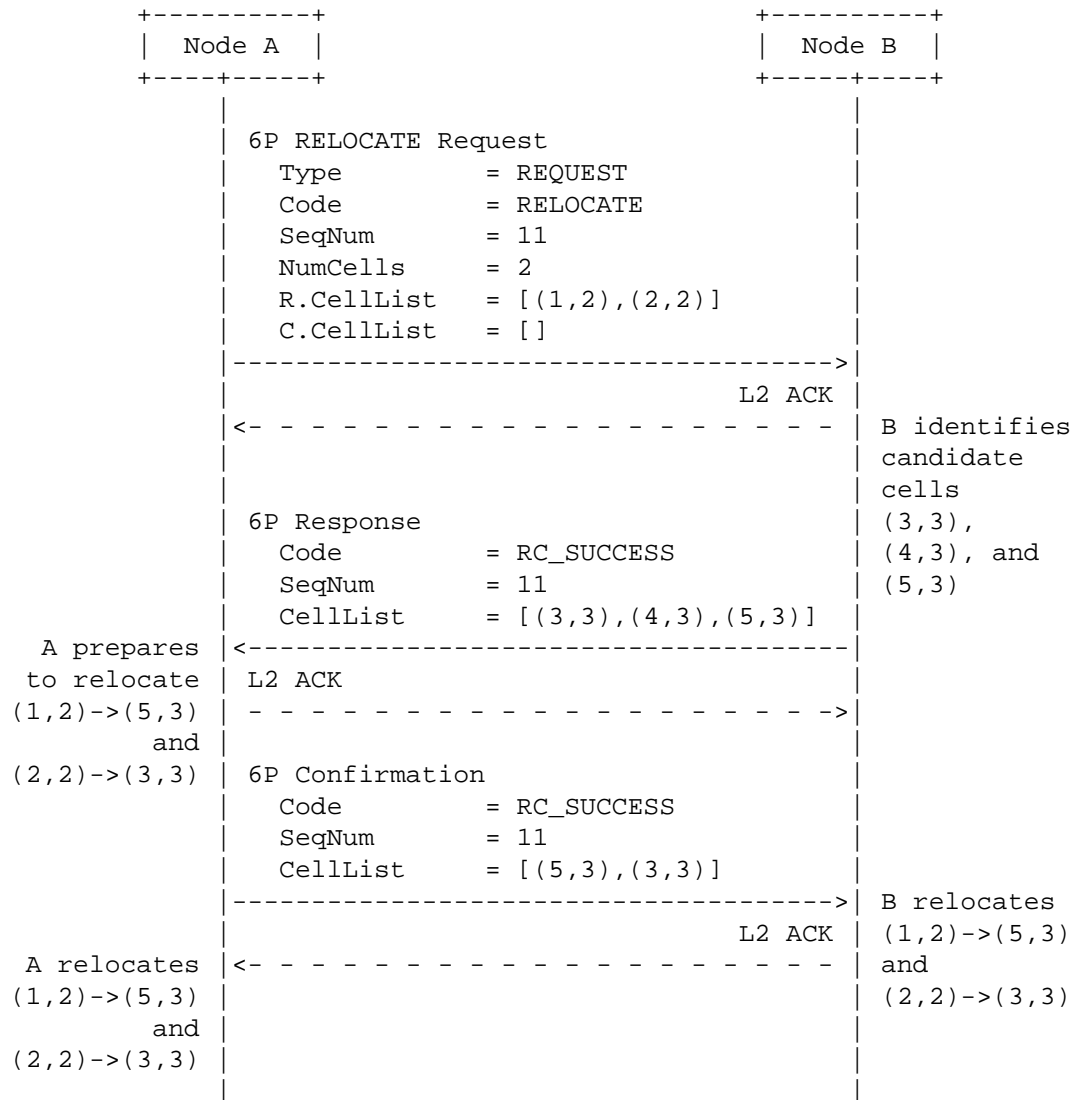 Node A Node B
6P RELOCATE Request
Type = REQUEST
Code = RELOCATE
SeqNum = 11
NumCells = 2
R.CellList = [(1,2),(2,2)]
C.CellList = []
L2 ACK
B identifies
candidate
cells
6P Response (3,3),
Code = RC_SUCCESS (4,3), and
SeqNum = 11 (5,3)
CellList = [(3,3),(4,3),(5,3)]
A prepares
to relocate L2 ACK
(1,2)->(5,3)
and
(2,2)->(3,3) 6P Confirmation
Code = RC_SUCCESS
SeqNum = 11
CellList = [(5,3),(3,3)]
B relocates
L2 ACK (1,2)->(5,3)
A relocates and
(1,2)->(5,3) (2,2)->(3,3)
and
(2,2)->(3,3)